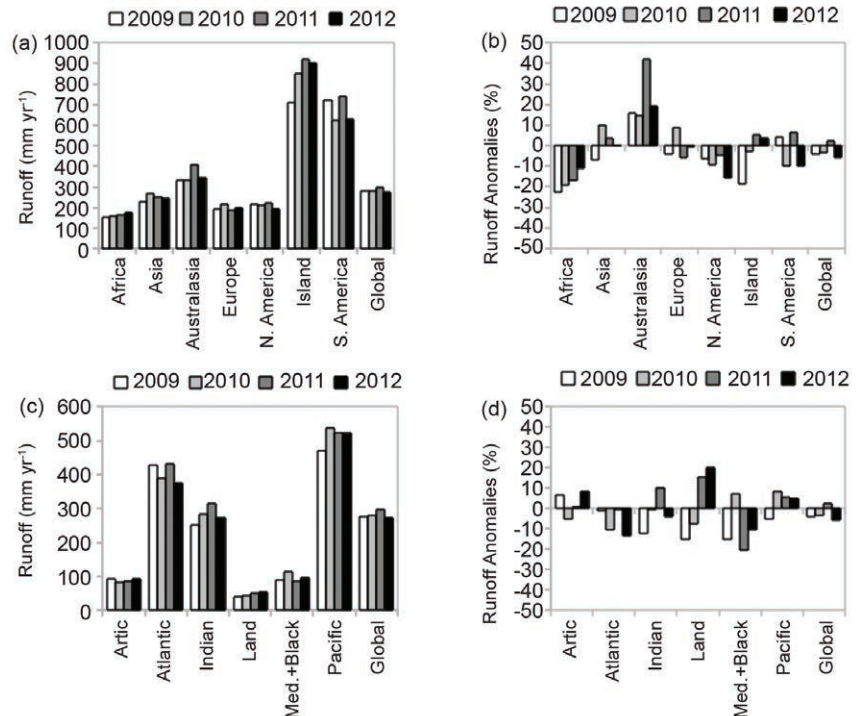 2009 2010 2011 2012
(a)
Runoff (mm yr⁻¹)
1000
900
800
700
600
500
400
300
200
100
0
Africa
Asia
Australasia
Europe
N. America
Island
S. America
Global
2009 2010 2011 2012
(b)
Runoff Anomalies (%)
50
40
30
20
10
0
-10
-20
-30
-40
-50
Africa
Asia
Australasia
Europe
N. America
Island
S. America
Global
2009 2010 2011 2012
(c)
Runoff (mm yr⁻¹)
600
500
400
300
200
100
0
Artic
Atlantic
Indian
Land
Med.+Black
Pacific
Global
2009 2010 2011 2012
(d)
Runoff Anomalies (%)
50
40
30
20
10
0
-10
-20
-30
-40
-50
Artic
Atlantic
Indian
Land
Med.+Black
Pacific
Global